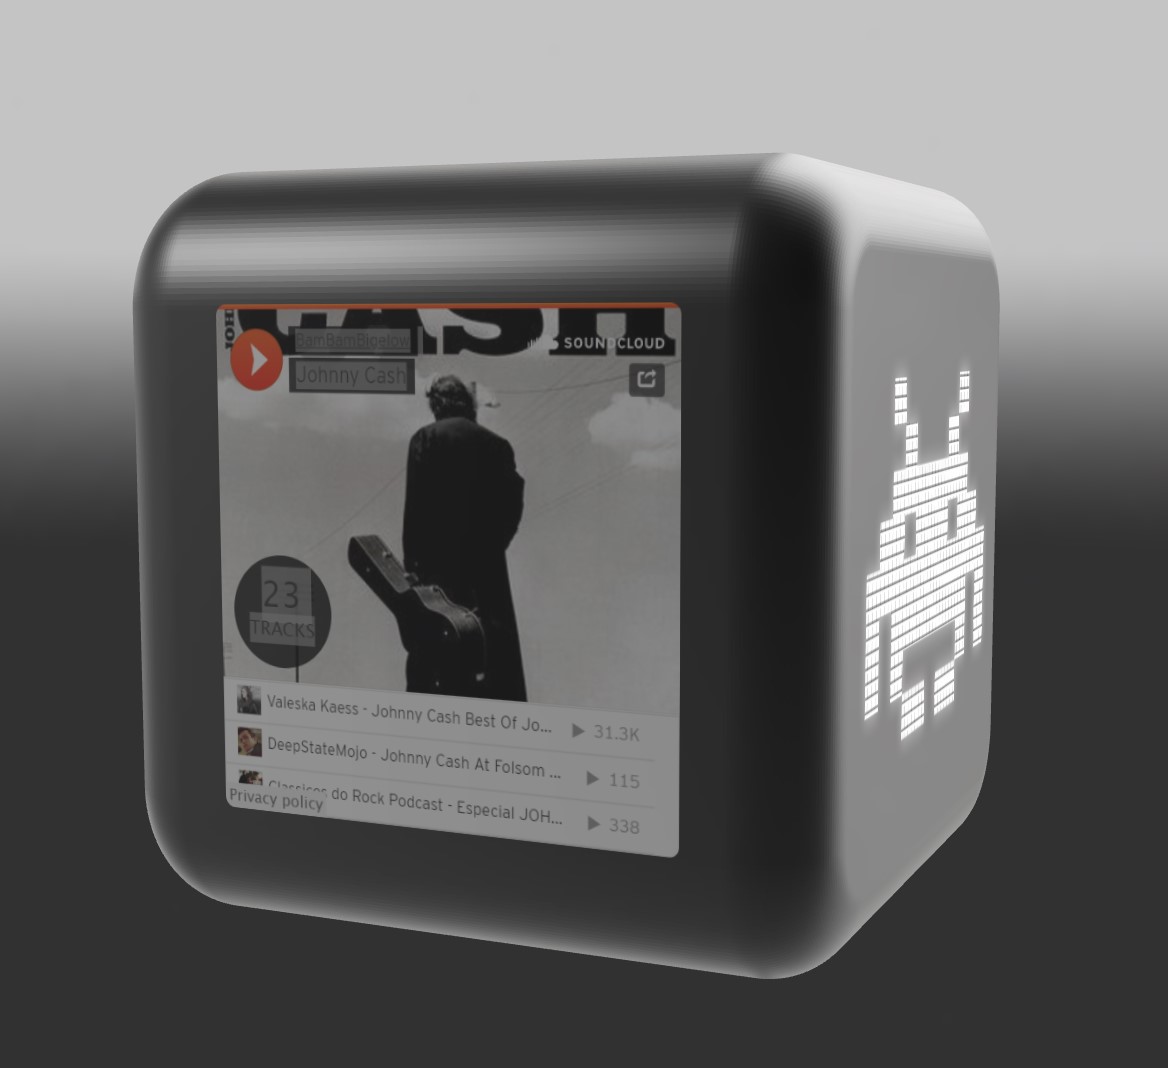 CASH
JOH
BamBamBigelow
SOUNDCLOUD
Johnny Cash
23
TRACKS
Valeska Kaess - Johnny Cash Best Of Jo... 31.3K
DeepStateMojo - Johnny Cash At Folsom ... 115
Classicos do Rock Podcast - Especial JOH... 338
Privacy policy